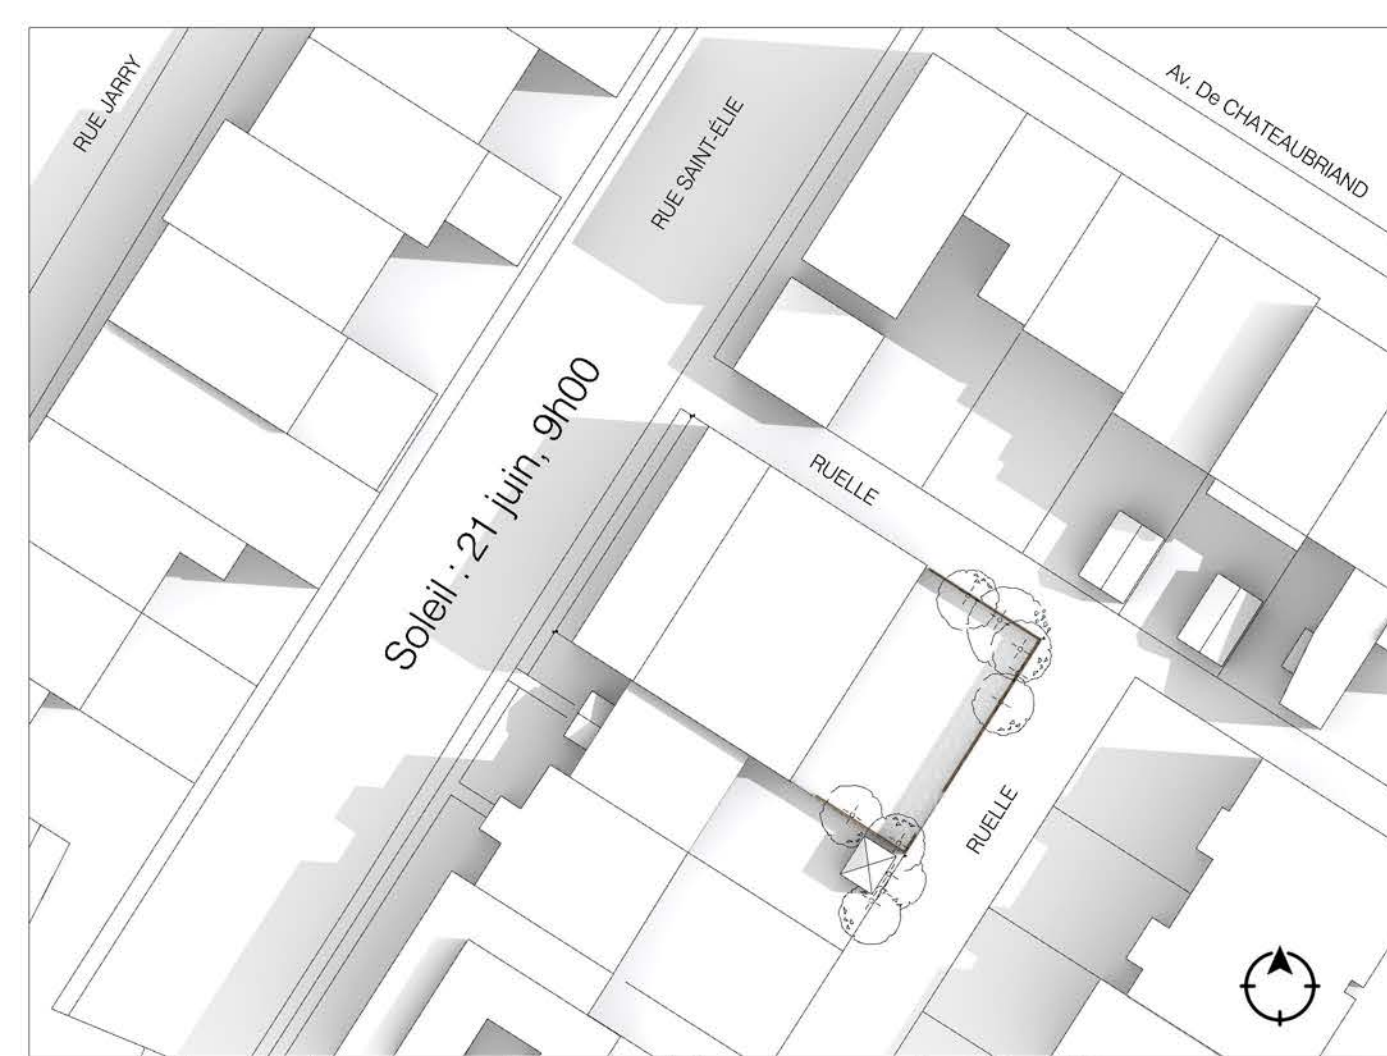 RUE JARRY
RUE SAINT-ÉLIE
Av. De CHATEAUBRIAND
Soleil : 21 juin, 9h00
RUELLE
RUELLE